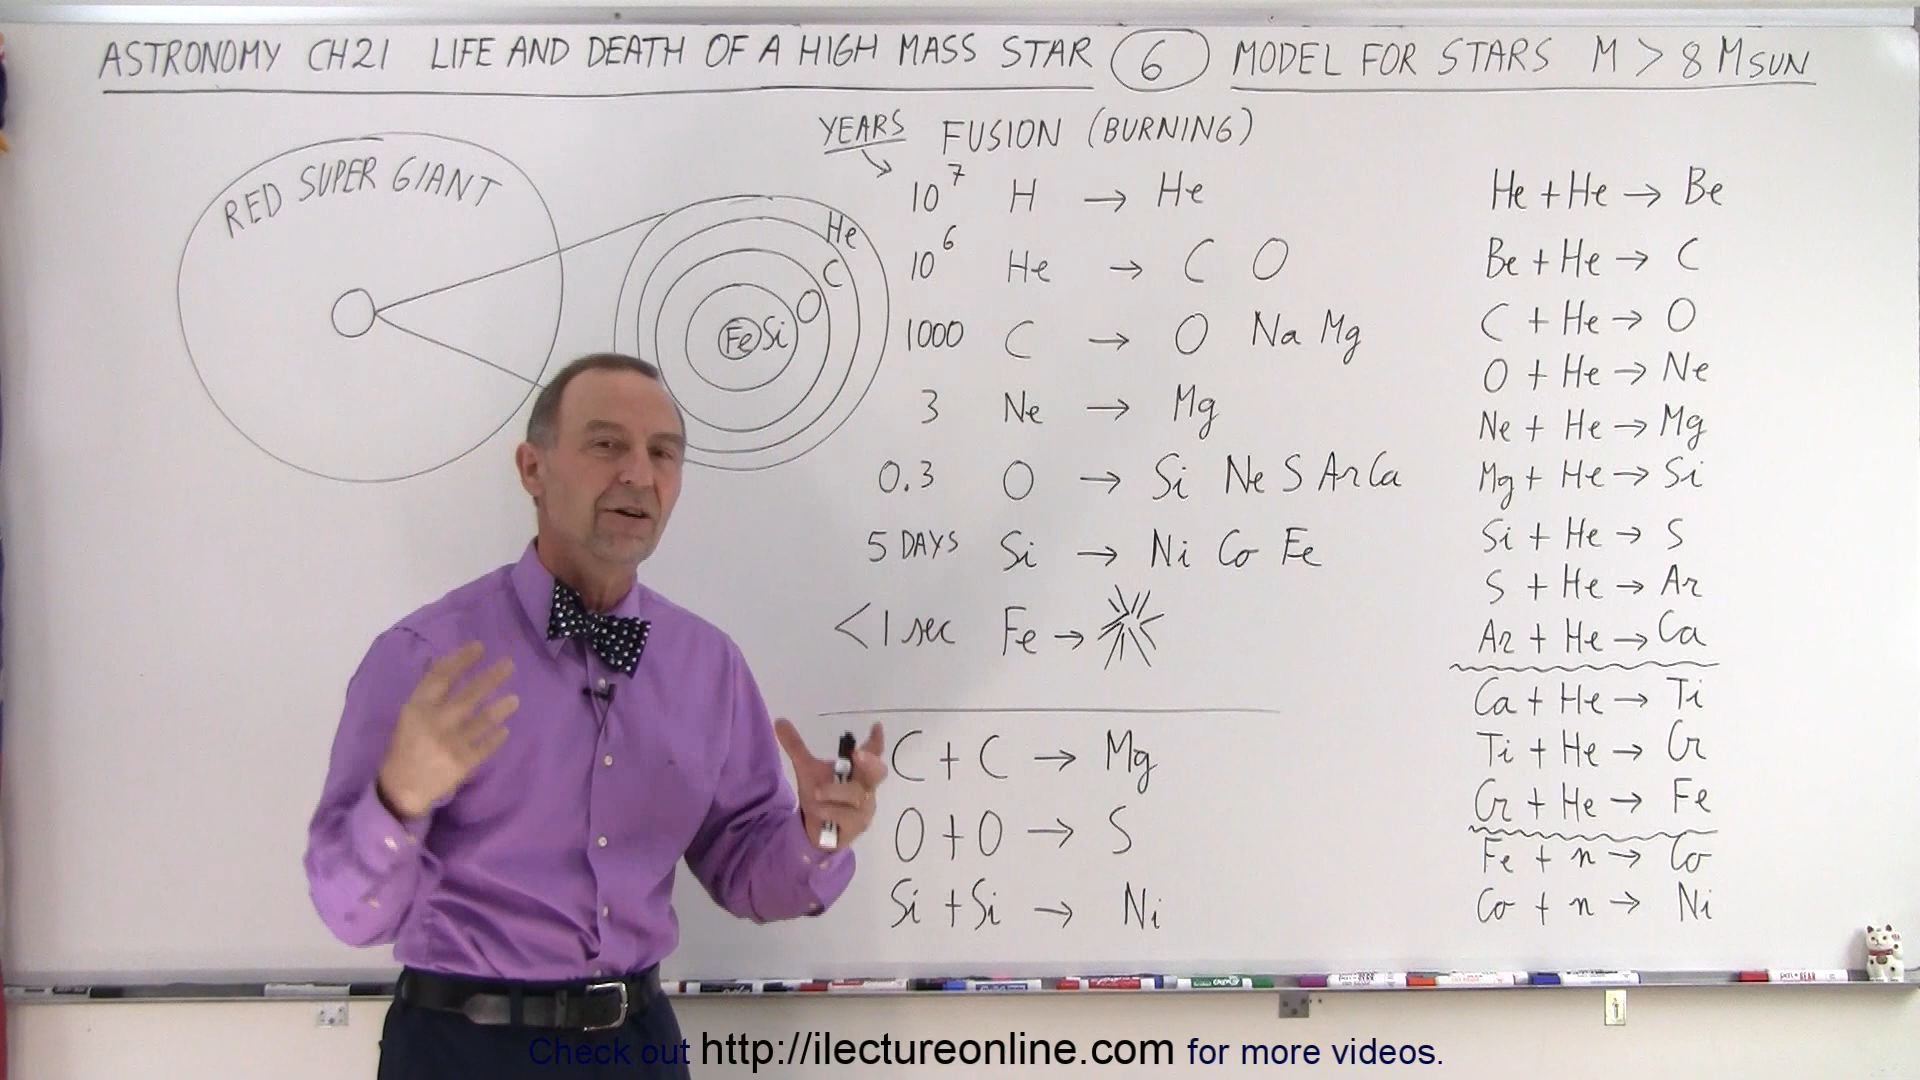 ASTRONOMY CH21 LIFE AND DEATH OF A HIGH MASS STAR 6 MODEL FOR STARS M > 8 MSUN
RED SUPER GIANT
He
C
O
Si
Fe
YEARS FUSION (BURNING)
10^7 H → He
10^6 He → C O
1000 C → O Na Mg
3 Ne → Mg
0.3 O → Si Ne S Ar Ca
5 DAYS Si → Ni Co Fe
<1 sec Fe →
C + C → Mg
O + O → S
Si + Si → Ni
He + He → Be
Be + He → C
C + He → O
O + He → Ne
Ne + He → Mg
Mg + He → Si
Si + He → S
S + He → Ar
Ar + He → Ca
Ca + He → Ti
Ti + He → Cr
Cr + He → Fe
Fe + n → Co
Co + n → Ni
Check out http://ilectureonline.com for more videos.